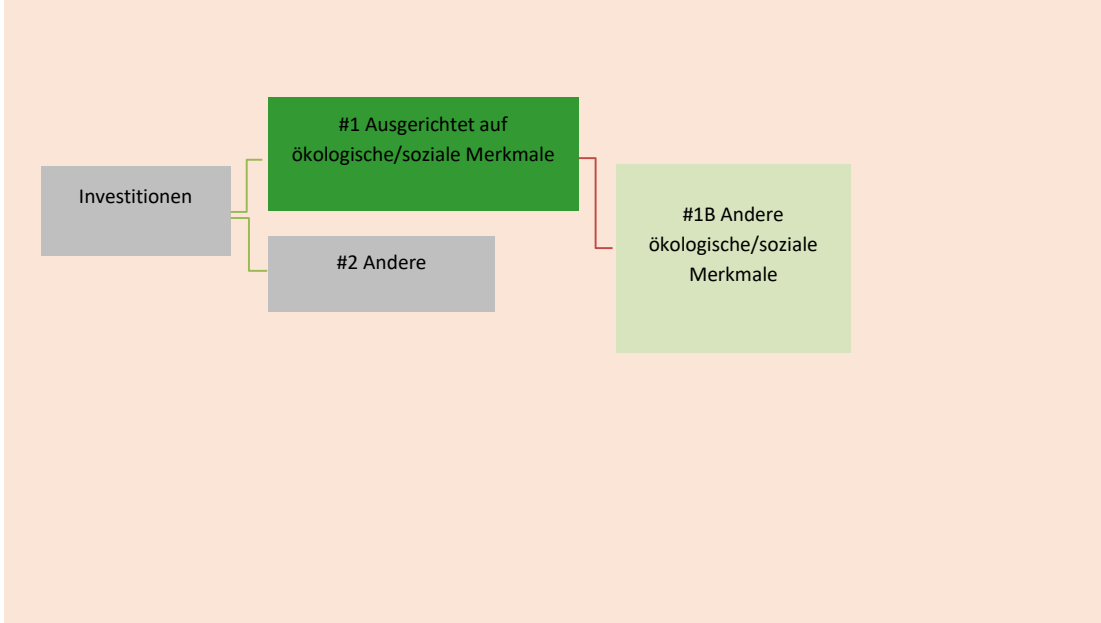 #1 Ausgerichtet auf
ökologische/soziale Merkmale
Investitionen
#2 Andere
#1B Andere
ökologische/soziale
Merkmale